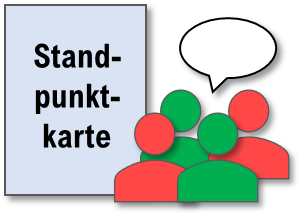 Stand-
punkt-
karte